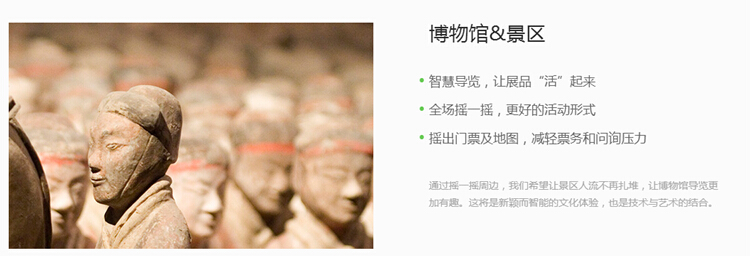 博物馆&景区
智慧导览，让展品“活”起来
全场摇一摇，更好的活动形式
摇出门票及地图，减轻票务和问询压力
通过摇一摇周边，我们希望让景区人流不再扎堆，让博物馆导览更
加有趣。这将是新颖而智能的文化体验，也是技术与艺术的结合。